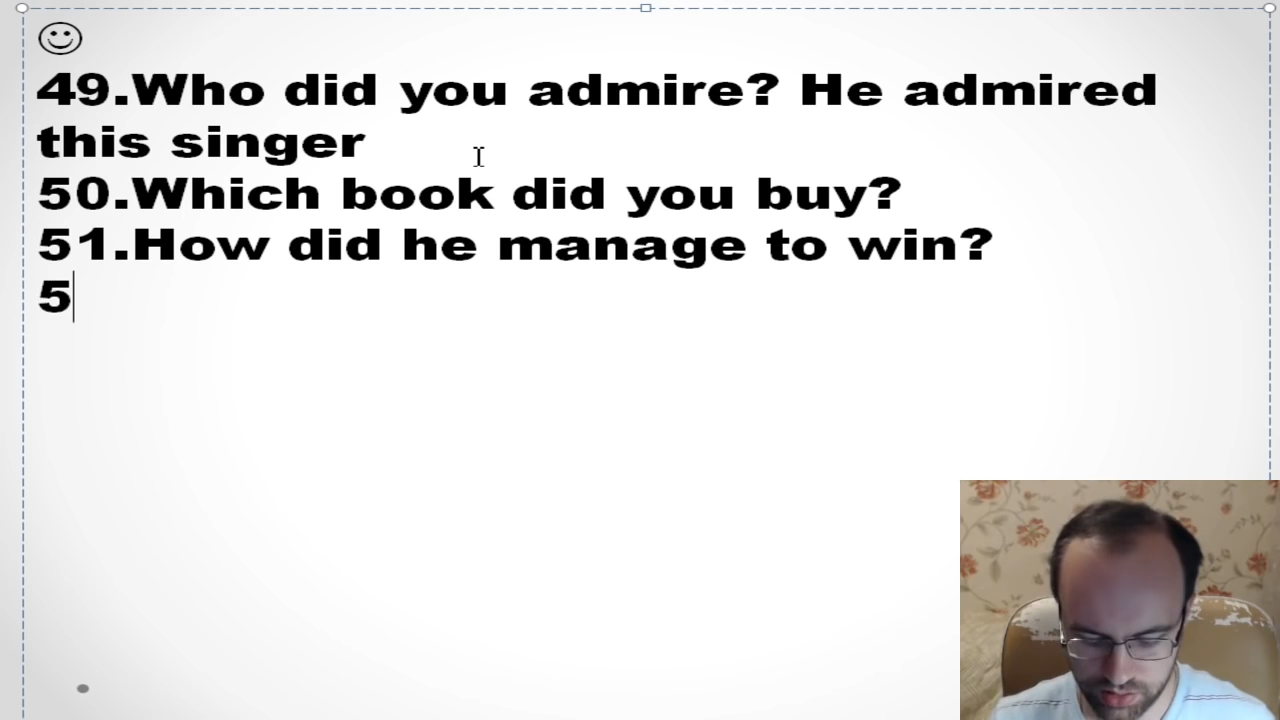 49.Who did you admire? He admired
this singer
50.Which book did you buy?
51.How did he manage to win?
5